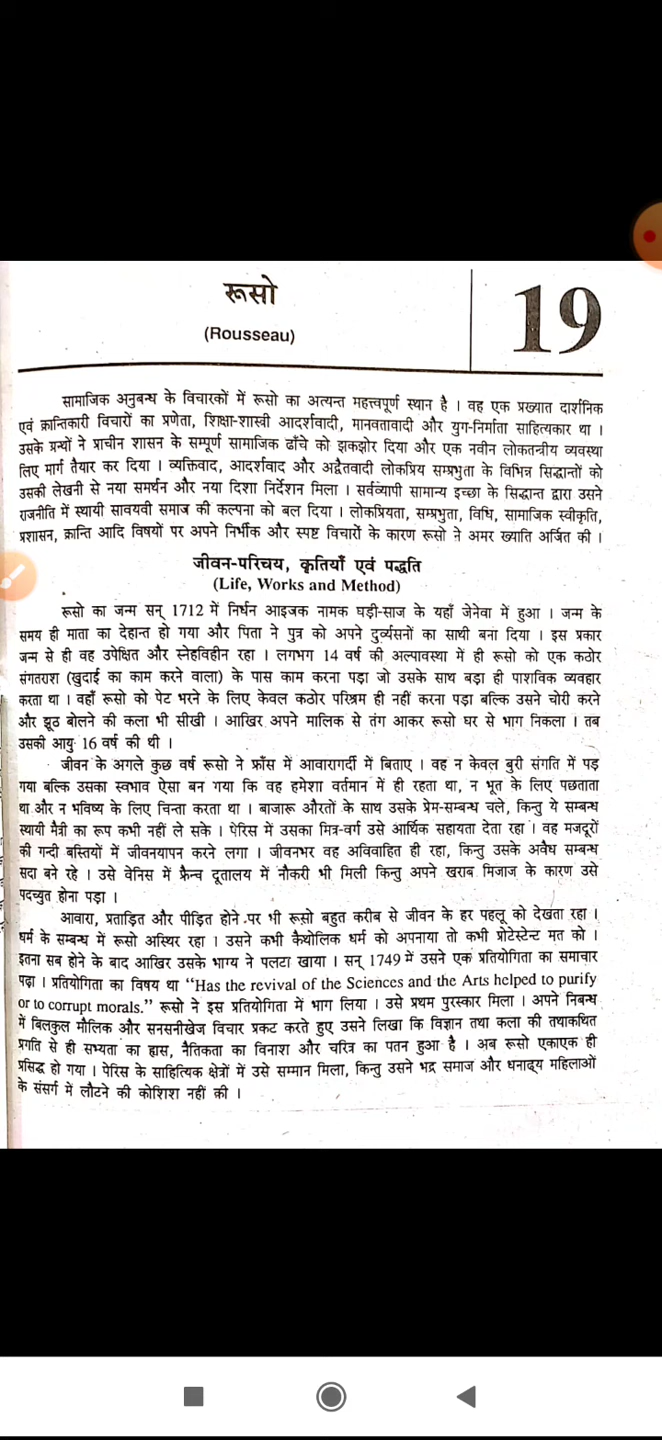 रूसो
(Rousseau)
19
सामाजिक अनुबन्ध के विचारकों में रूसो का अत्यन्त महत्त्वपूर्ण स्थान है । वह एक प्रख्यात दार्शनिक
एवं क्रान्तिकारी विचारों का प्रणेता, शिक्षा-शास्त्री आदर्शवादी, मानवतावादी और युग-निर्माता साहित्यकार था ।
उसके ग्रन्थों ने प्राचीन शासन के सम्पूर्ण सामाजिक ढाँचे को झकझोर दिया और एक नवीन लोकतन्त्रीय व्यवस्था
लिए मार्ग तैयार कर दिया । व्यक्तिवाद, आदर्शवाद और अद्वैतवादी लोकप्रिय सम्प्रभुता के विभिन्न सिद्धान्तों को
उसकी लेखनी से नया समर्थन और नया दिशा निर्देशन मिला । सर्वव्यापी सामान्य इच्छा के सिद्धान्त द्वारा उसने
राजनीति में स्थायी सावयवी समाज की कल्पना को बल दिया । लोकप्रियता, सम्प्रभुता, विधि, सामाजिक स्वीकृति,
प्रशासन, क्रान्ति आदि विषयों पर अपने निर्भीक और स्पष्ट विचारों के कारण रूसो ने अमर ख्याति अर्जित की ।
जीवन-परिचय, कृतियाँ एवं पद्धति
(Life, Works and Method)
रूसो का जन्म सन् 1712 में निर्धन आइजक नामक घड़ी-साज के यहाँ जेनेवा में हुआ । जन्म के
समय ही माता का देहान्त हो गया और पिता ने पुत्र को अपने दुर्व्यसनों का साथी बना दिया । इस प्रकार
जन्म से ही वह उपेक्षित और स्नेहविहीन रहा । लगभग 14 वर्ष की अल्पावस्था में ही रूसो को एक कठोर
संगतराश (खुदाई का काम करने वाला) के पास काम करना पड़ा जो उसके साथ बड़ा ही पाशविक व्यवहार
करता था । वहाँ रूसो को पेट भरने के लिए केवल कठोर परिश्रम ही नहीं करना पड़ा बल्कि उसने चोरी करने
और झूठ बोलने की कला भी सीखी । आखिर अपने मालिक से तंग आकर रूसो घर से भाग निकला । तब
उसकी आयु 16 वर्ष की थी ।
जीवन के अगले कुछ वर्ष रूसो ने फ्राँस में आवारागर्दी में बिताए । वह न केवल बुरी संगति में पड़
गया बल्कि उसका स्वभाव ऐसा बन गया कि वह हमेशा वर्तमान में ही रहता था, न भूत के लिए पछताता
था और न भविष्य के लिए चिन्ता करता था । बाजारू औरतों के साथ उसके प्रेम-सम्बन्ध चले, किन्तु ये सम्बन्ध
स्थायी मैत्री का रूप कभी नहीं ले सके । पेरिस में उसका मित्र-वर्ग उसे आर्थिक सहायता देता रहा । वह मजदूरों
की गन्दी बस्तियों में जीवनयापन करने लगा । जीवनभर वह अविवाहित ही रहा, किन्तु उसके अवैध सम्बन्ध
सदा बने रहे । उसे वेनिस में फ्रैन्च दूतालय में नौकरी भी मिली किन्तु अपने खराब मिजाज के कारण उसे
पदच्युत होना पड़ा ।
आवारा, प्रताड़ित और पीड़ित होने पर भी रूसो बहुत करीब से जीवन के हर पहलू को देखता रहा ।
धर्म के सम्बन्ध में रूसो अस्थिर रहा । उसने कभी कैथोलिक धर्म को अपनाया तो कभी प्रोटेस्टेन्ट मत को ।
इतना सब होने के बाद आखिर उसके भाग्य ने पलटा खाया । सन् 1749 में उसने एक प्रतियोगिता का समाचार
पढ़ा । प्रतियोगिता का विषय था “Has the revival of the Sciences and the Arts helped to purify
or to corrupt morals.” रूसो ने इस प्रतियोगिता में भाग लिया । उसे प्रथम पुरस्कार मिला । अपने निबन्ध
में बिलकुल मौलिक और सनसनीखेज विचार प्रकट करते हुए उसने लिखा कि विज्ञान तथा कला की तथाकथित
प्रगति से ही सभ्यता का ह्रास, नैतिकता का विनाश और चरित्र का पतन हुआ है । अब रूसो एकाएक ही
प्रसिद्ध हो गया । पेरिस के साहित्यिक क्षेत्रों में उसे सम्मान मिला, किन्तु उसने भद्र समाज और धनाढ्य महिलाओं
के संसर्ग में लौटने की कोशिश नहीं की ।